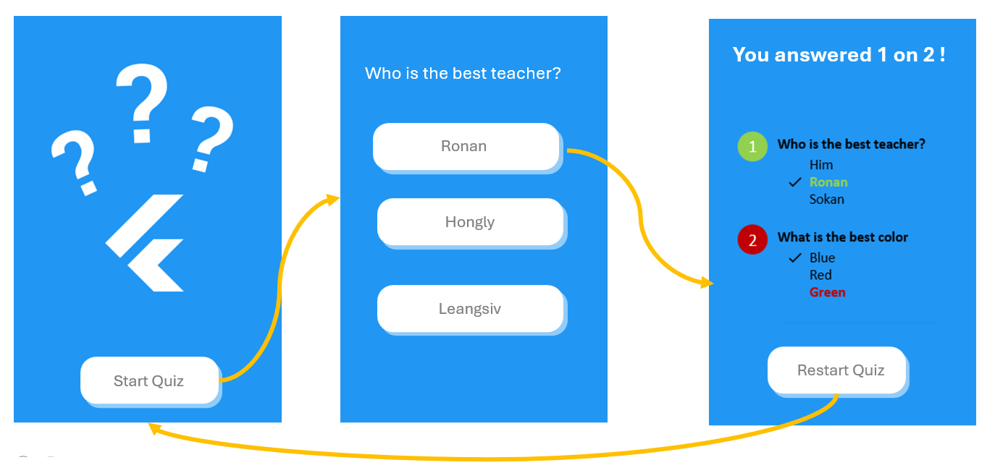 ?
?
?
Start Quiz
Who is the best teacher?
Ronan
Hongly
Leangsiv
You answered 1 on 2 !
1 Who is the best teacher?
Him
Ronan
Sokan
2 What is the best color
Blue
Red
Green
Restart Quiz